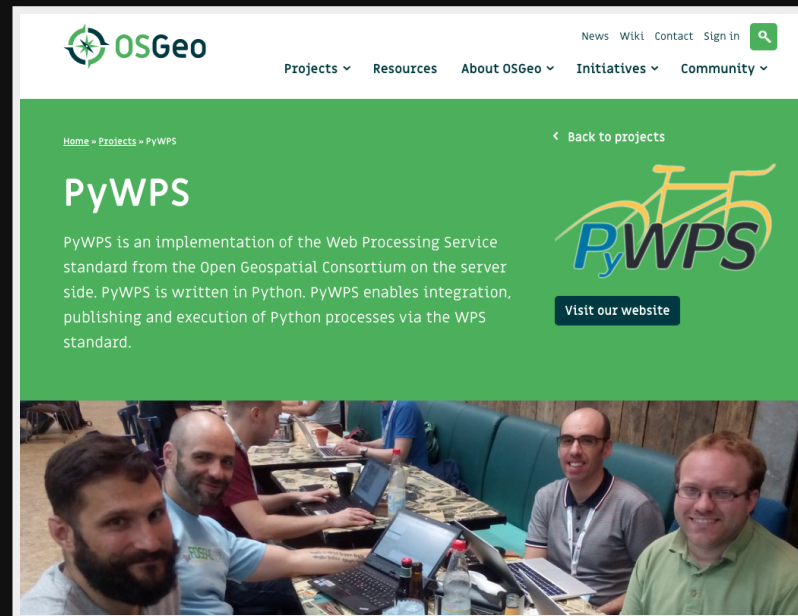 OSGeo
News Wiki Contact Sign in
Projects Resources About OSGeo Initiatives Community
Home » Projects » PyWPS
Back to projects
PyWPS
PyWPS is an implementation of the Web Processing Service
standard from the Open Geospatial Consortium on the server
side. PyWPS is written in Python. PyWPS enables integration,
publishing and execution of Python processes via the WPS
standard.
PyWPS
Visit our website